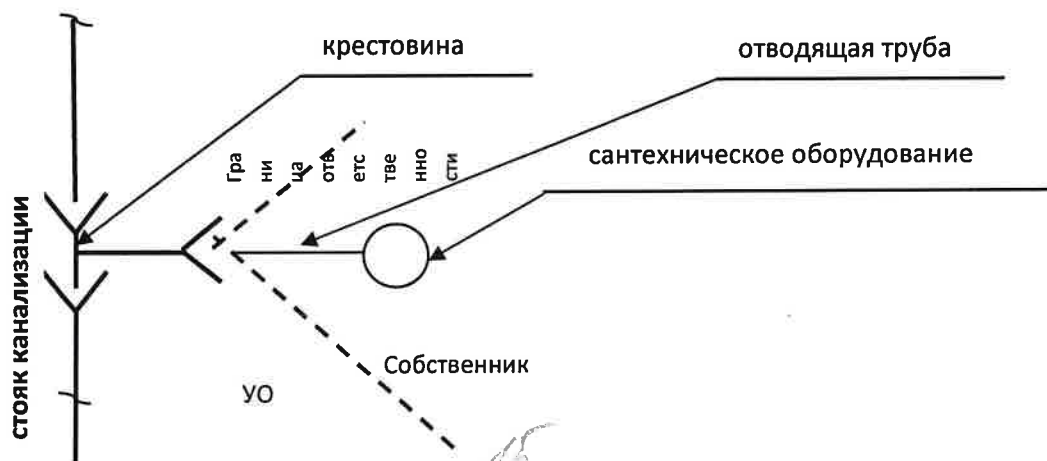 крестовина
отводящая труба
Гра
ни
ца
отв
етс
тве
нно
сти
сантехническое оборудование
стояк канализации
Собственник
УО